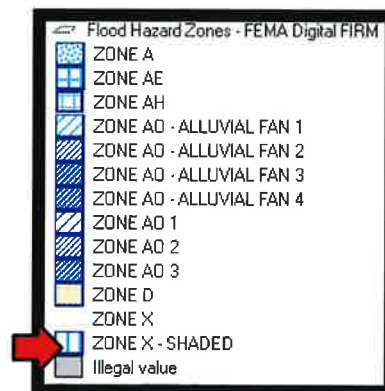 Flood Hazard Zones - FEMA Digital FIRM
ZONE A
ZONE AE
ZONE AH
ZONE AO - ALLUVIAL FAN 1
ZONE AO - ALLUVIAL FAN 2
ZONE AO - ALLUVIAL FAN 3
ZONE AO - ALLUVIAL FAN 4
ZONE AO 1
ZONE AO 2
ZONE AO 3
ZONE D
ZONE X
ZONE X - SHADED
Illegal value